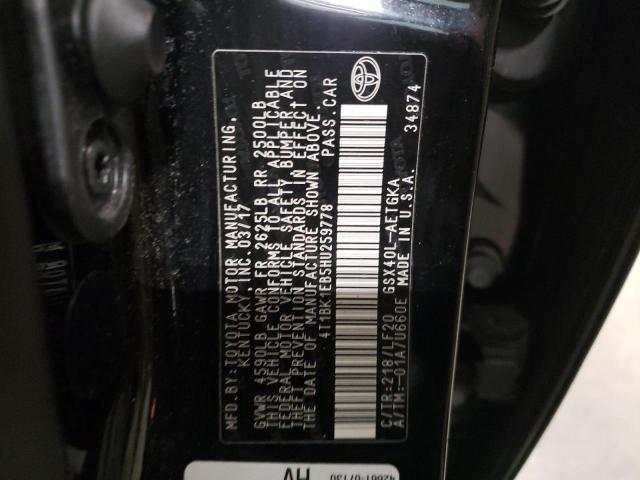 MFD. BY: TOYOTA MOTOR MANUFACTURING,
KENTUCKY, INC. 03/17
GVWR 4590LB GAWR FR 2625LB RR 2500LB
THIS VEHICLE CONFORMS TO ALL APPLICABLE
FEDERAL MOTOR VEHICLE SAFETY, BUMPER, AND
THEFT PREVENTION STANDARDS IN EFFECT ON
THE DATE OF MANUFACTURE SHOWN ABOVE.
4T1BK1EB5HU259778 PASS. CAR
C/TR: 218/LF20 GSX40L-AETGKA
A/TM: -01A/U660E MADE IN U.S.A. 34874
HV